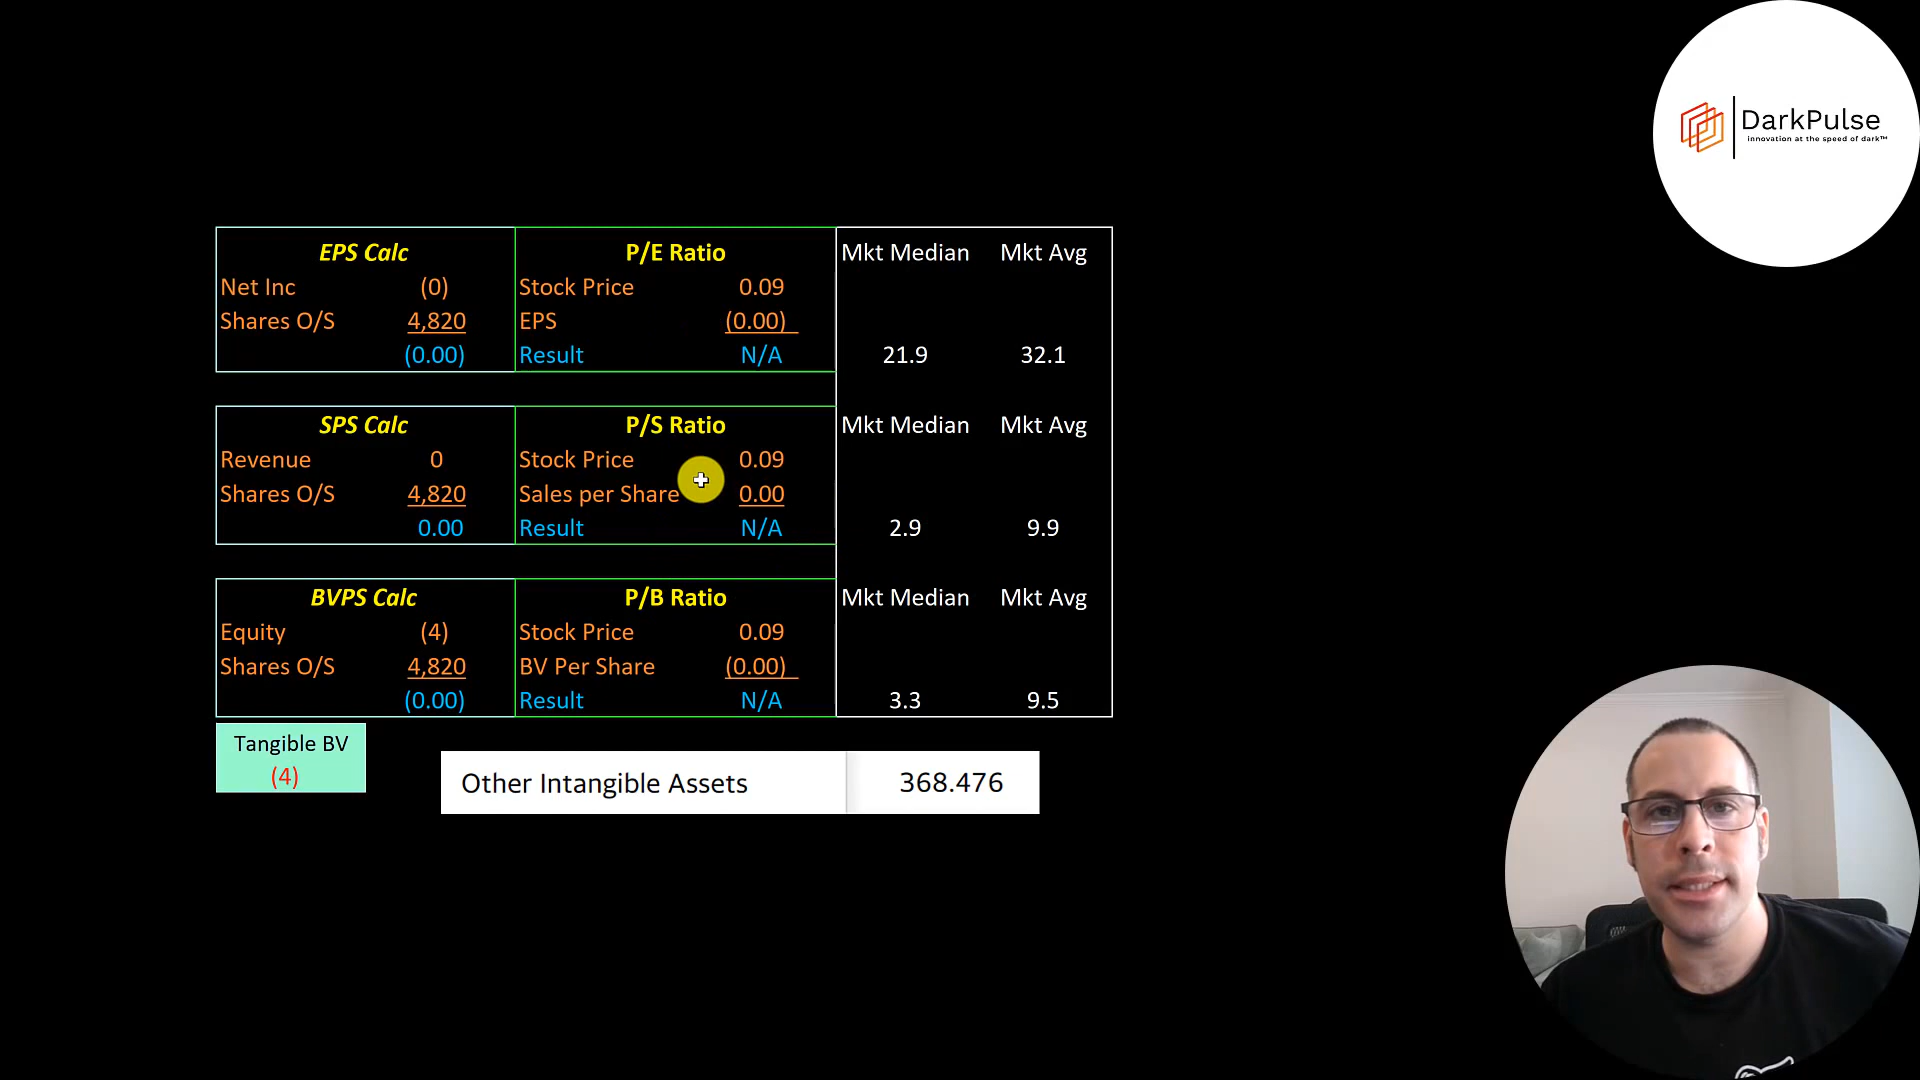 DarkPulse
innovation at the speed of dark™
EPS Calc P/E Ratio Mkt Median Mkt Avg
Net Inc (0) Stock Price 0.09
Shares O/S 4,820 EPS (0.00)
(0.00) Result N/A 21.9 32.1
SPS Calc P/S Ratio Mkt Median Mkt Avg
Revenue 0 Stock Price 0.09
Shares O/S 4,820 Sales per Share 0.00
0.00 Result N/A 2.9 9.9
BVPS Calc P/B Ratio Mkt Median Mkt Avg
Equity (4) Stock Price 0.09
Shares O/S 4,820 BV Per Share (0.00)
(0.00) Result N/A 3.3 9.5
Tangible BV
(4)
Other Intangible Assets 368.476